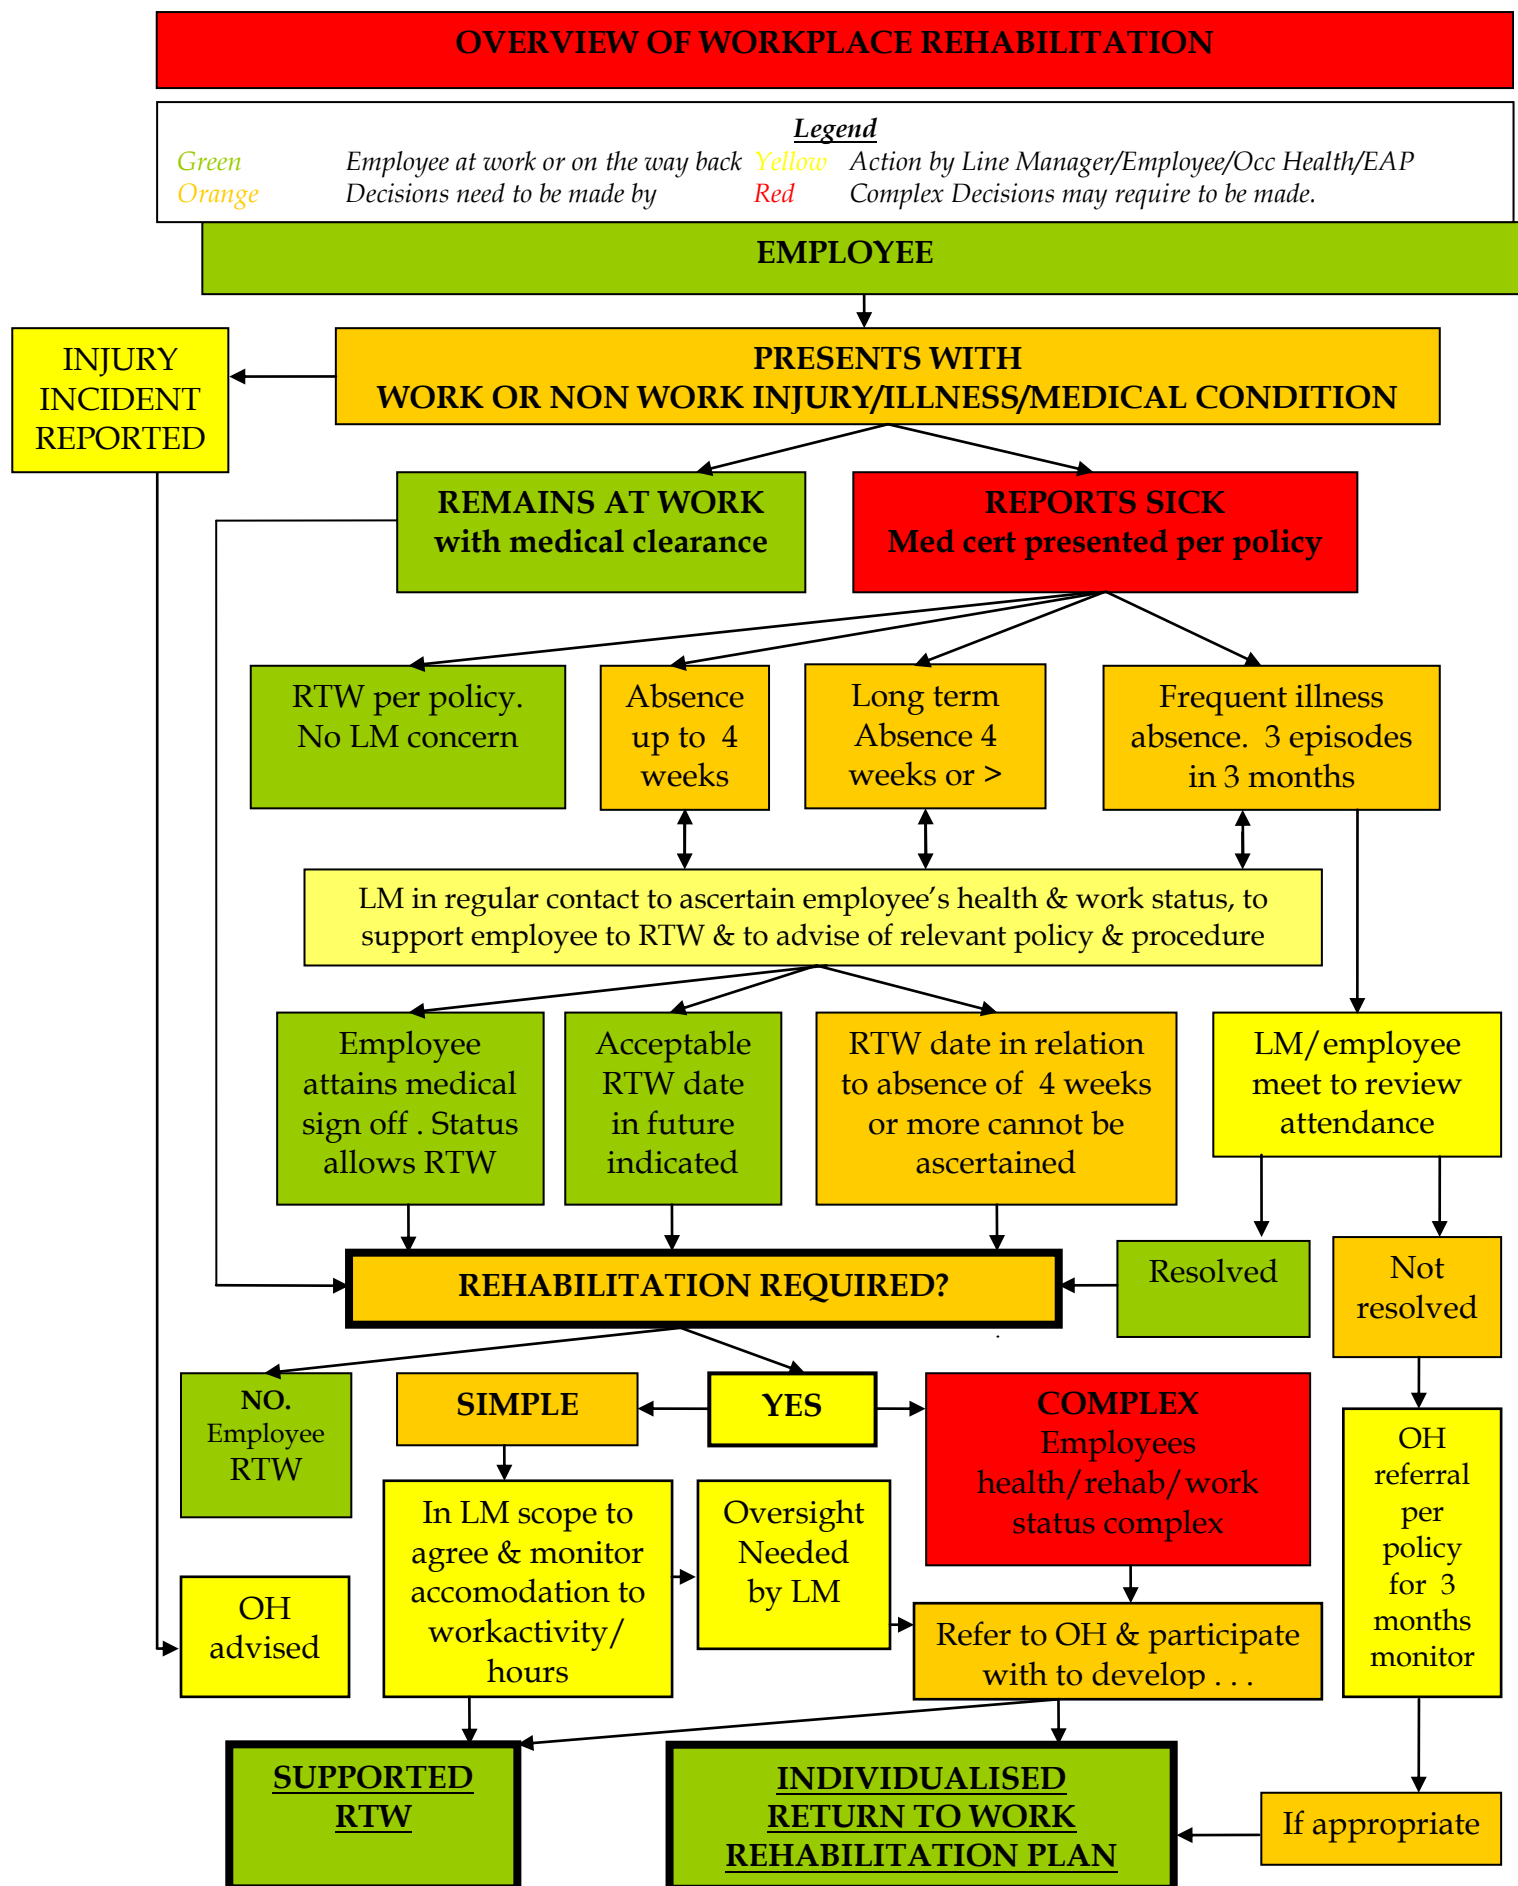 OVERVIEW OF WORKPLACE REHABILITATION
Legend
Green Employee at work or on the way back Yellow Action by Line Manager/Employee/Occ Health/EAP
Orange Decisions need to be made by Red Complex Decisions may require to be made.
EMPLOYEE
INJURY
INCIDENT
REPORTED
PRESENTS WITH
WORK OR NON WORK INJURY/ILLNESS/MEDICAL CONDITION
REMAINS AT WORK
with medical clearance
REPORTS SICK
Med cert presented per policy
RTW per policy.
No LM concern
Absence
up to 4
weeks
Long term
Absence 4
weeks or >
Frequent illness
absence. 3 episodes
in 3 months
LM in regular contact to ascertain employee's health & work status, to
support employee to RTW & to advise of relevant policy & procedure
Employee
attains medical
sign off . Status
allows RTW
Acceptable
RTW date
in future
indicated
RTW date in relation
to absence of 4 weeks
or more cannot be
ascertained
LM/employee
meet to review
attendance
REHABILITATION REQUIRED?
Resolved
Not
resolved
NO.
Employee
RTW
SIMPLE
YES
COMPLEX
Employees
health/rehab/work
status complex
OH
referral
per
policy
for 3
months
monitor
In LM scope to
agree & monitor
accomodation to
workactivity/
hours
Oversight
Needed
by LM
OH
advised
Refer to OH & participate
with to develop . . .
SUPPORTED
RTW
INDIVIDUALISED
RETURN TO WORK
REHABILITATION PLAN
If appropriate